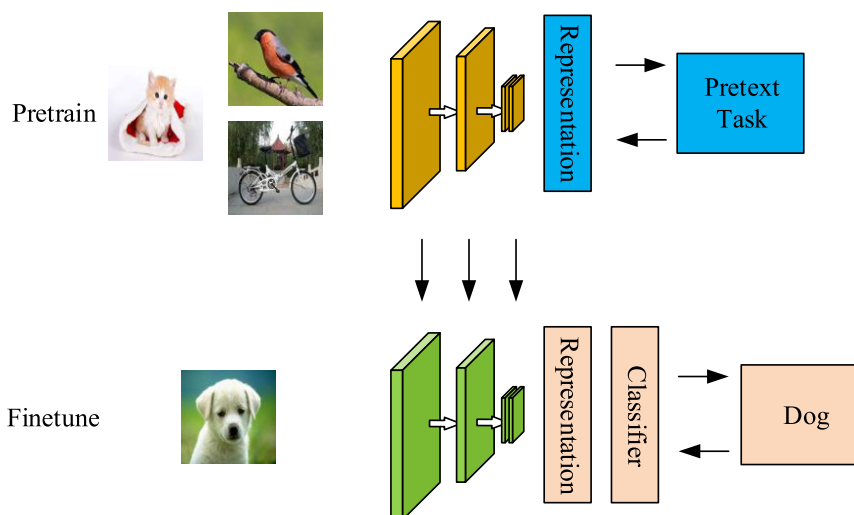 Pretrain
Representation
Pretext
Task
Finetune
Representation
Classifier
Dog